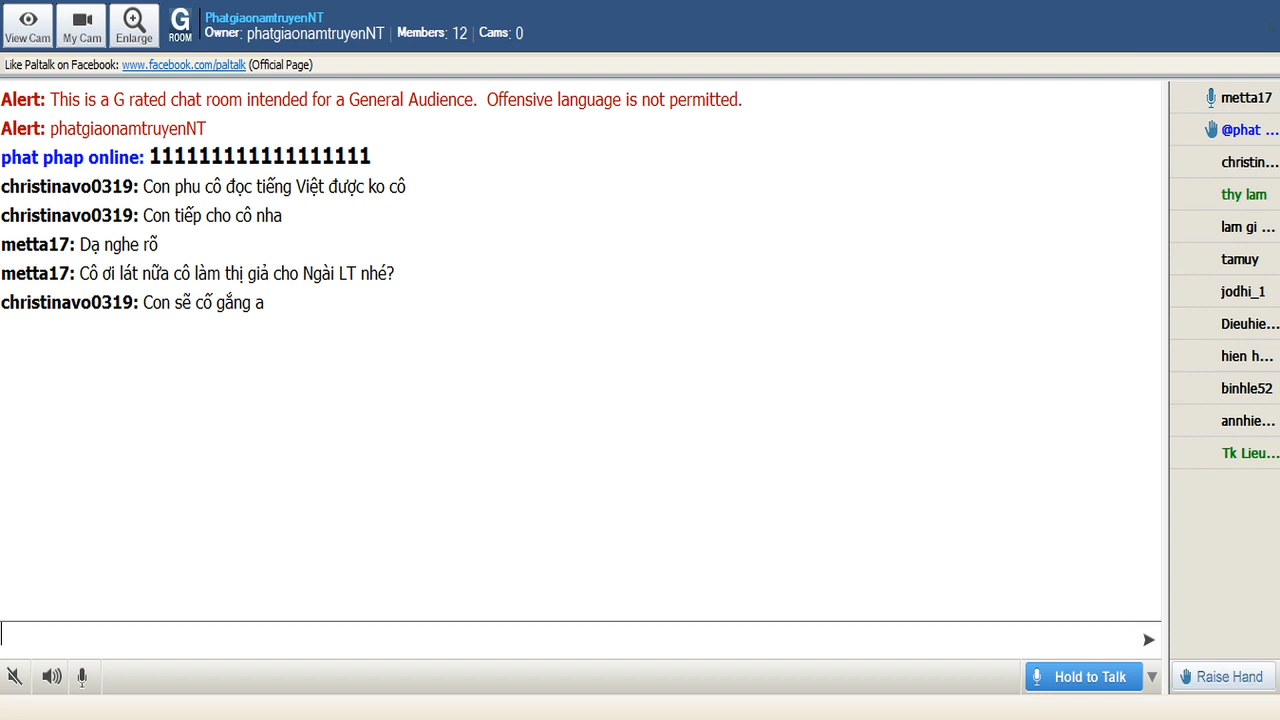 View Cam
My Cam
Enlarge
G
ROOM
PhatgiaonamtruyenNT
Owner: phatgiaonamtruyenNT Members: 12 Cams: 0
Like Paltalk on Facebook: www.facebook.com/paltalk (Official Page)
Alert: This is a G rated chat room intended for a General Audience. Offensive language is not permitted.
Alert: phatgiaonamtruyenNT
phat phap online: 111111111111111111
christinavo0319: Con phu cô đọc tiếng Việt được ko cô
christinavo0319: Con tiếp cho cô nha
metta17: Dạ nghe rõ
metta17: Cô ơi lát nữa cô làm thị giả cho Ngài LT nhé?
christinavo0319: Con sẽ cố gắng a
metta17
@phat ...
christin...
thy lam
lam gi ...
tamuy
jodhi_1
Dieuhie...
hien h...
binhle52
annhie...
Tk Lieu...
Hold to Talk
Raise Hand